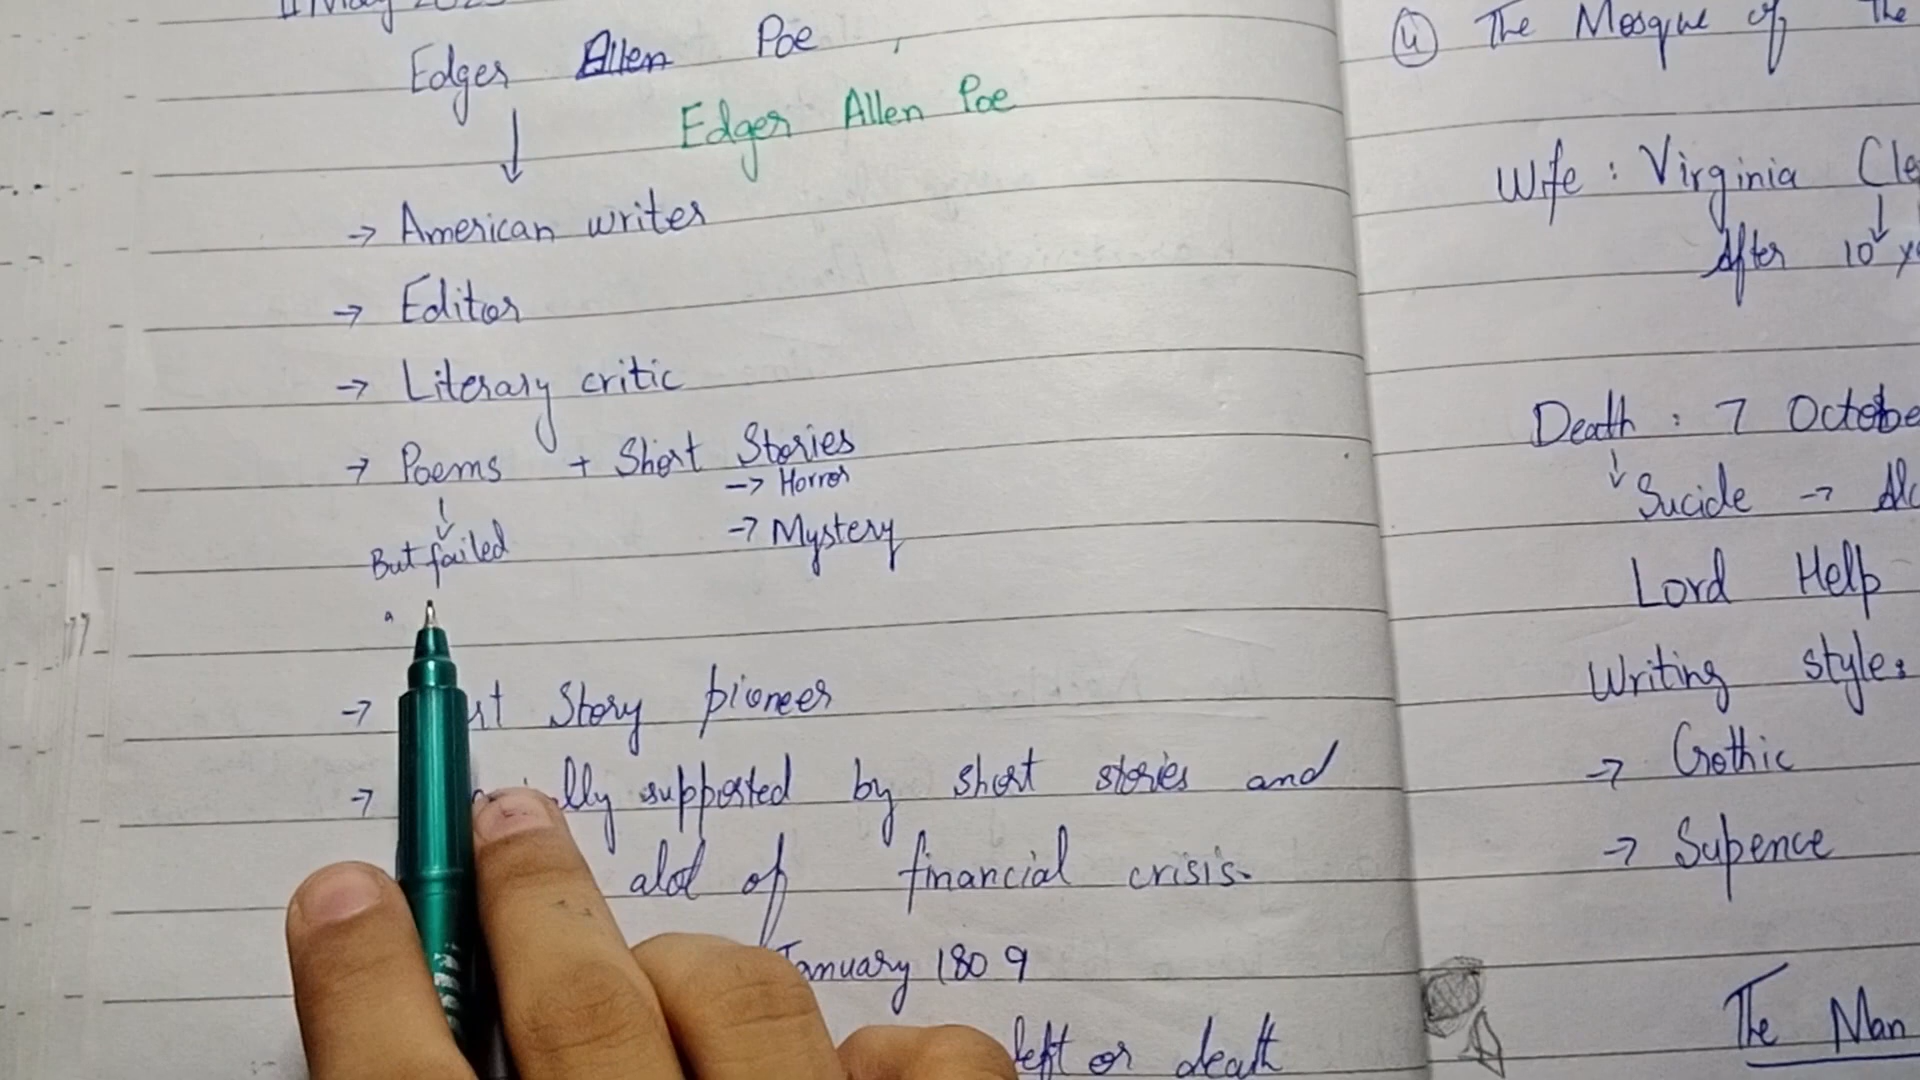 Edger Allen Poe
Edger Allen Poe
→ American writer
→ Editor
→ Literary critic
→ Poems + Short Stories
→ Horror
→ Mystery
But failed
→ Story pioneer
→ supported by short stories and
alot of financial crisis.
January 1809
left or death
(4) The Mosque of The
Wife : Virginia
After 10
Death : 7
Sucide →
Lord Help
Writing style:
→ Gothic
→ Supence
The Man